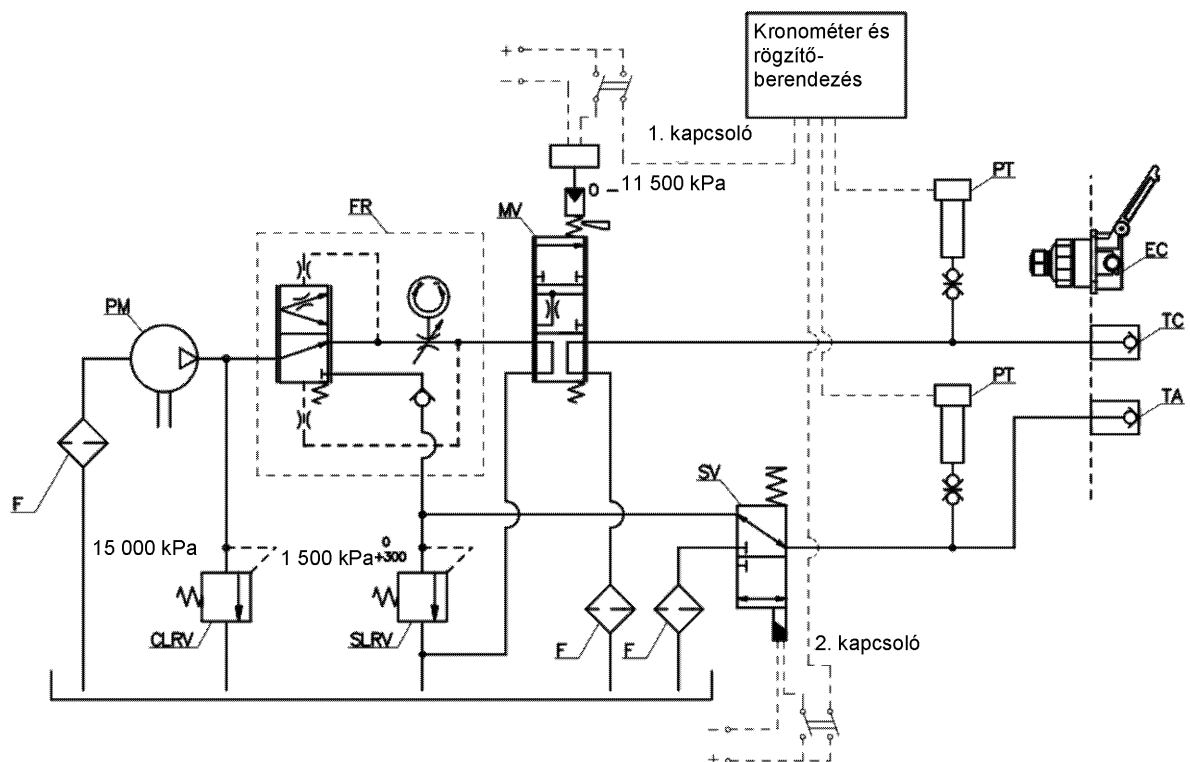 Kronométer és
rögzítő-
berendezés
+
−
1. kapcsoló
0 – 11 500 kPa
PT
FR
MV
EC
PM
TC
PT
TA
F
SV
15 000 kPa
1 500 kPa 0
+300
CLRV
SLRV
F
F
2. kapcsoló
−
+